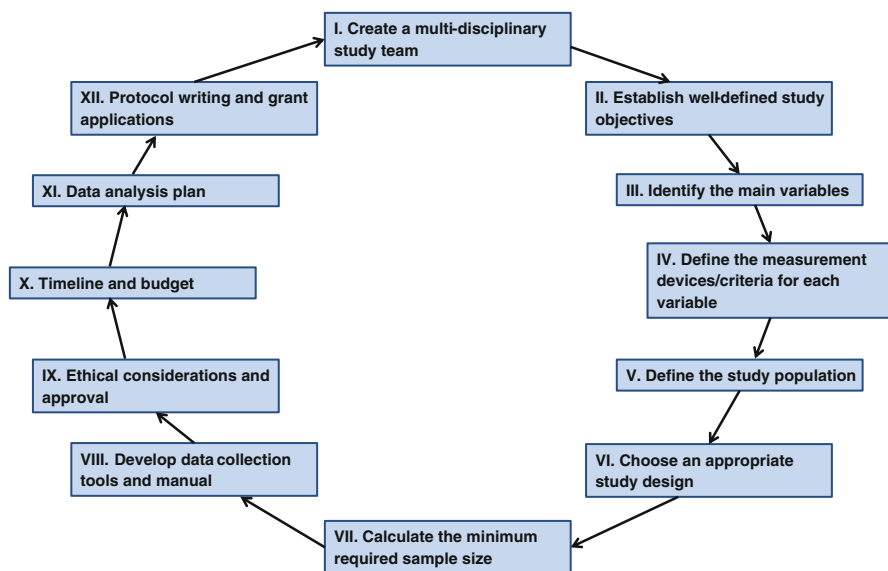 I. Create a multi-disciplinary
study team
II. Establish well-defined study
objectives
III. Identify the main variables
IV. Define the measurement
devices/criteria for each
variable
V. Define the study population
VI. Choose an appropriate
study design
VII. Calculate the minimum
required sample size
VIII. Develop data collection
tools and manual
IX. Ethical considerations and
approval
X. Timeline and budget
XI. Data analysis plan
XII. Protocol writing and grant
applications